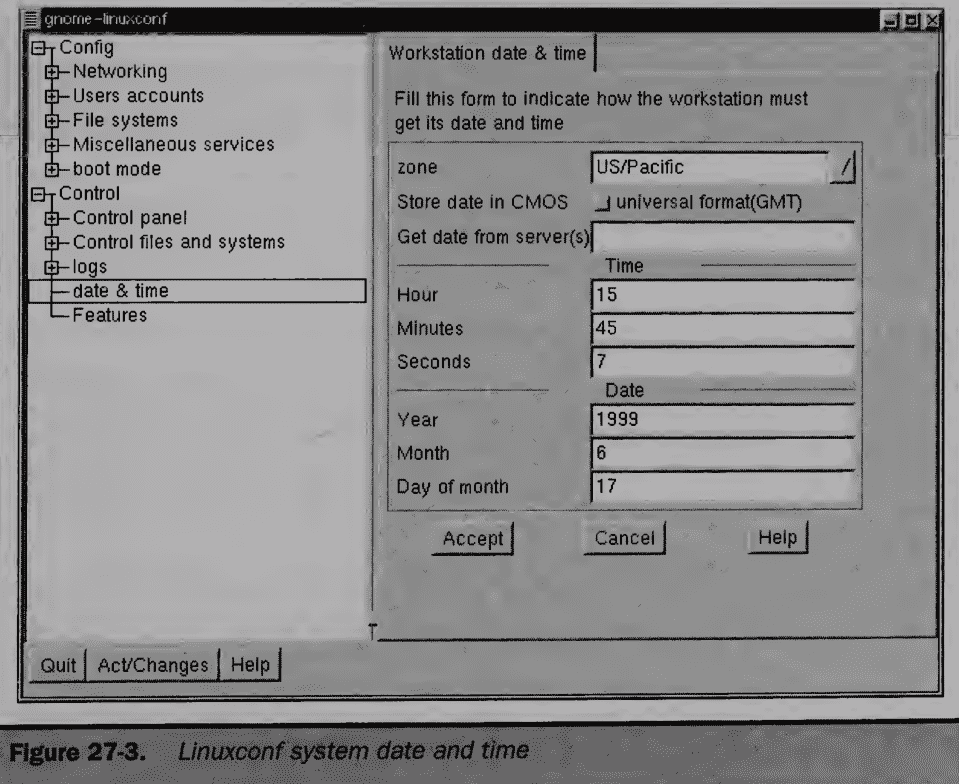 gnome-linuxconf
Config
Networking
Users accounts
File systems
Miscellaneous services
boot mode
Control
Control panel
Control files and systems
logs
date & time
Features
Workstation date & time
Fill this form to indicate how the workstation must
get its date and time
zone US/Pacific
Store date in CMOS universal format(GMT)
Get date from server(s)
Time
Hour 15
Minutes 45
Seconds 7
Date
Year 1999
Month 6
Day of month 17
Accept Cancel Help
Quit Act/Changes Help
Figure 27-3. Linuxconf system date and time